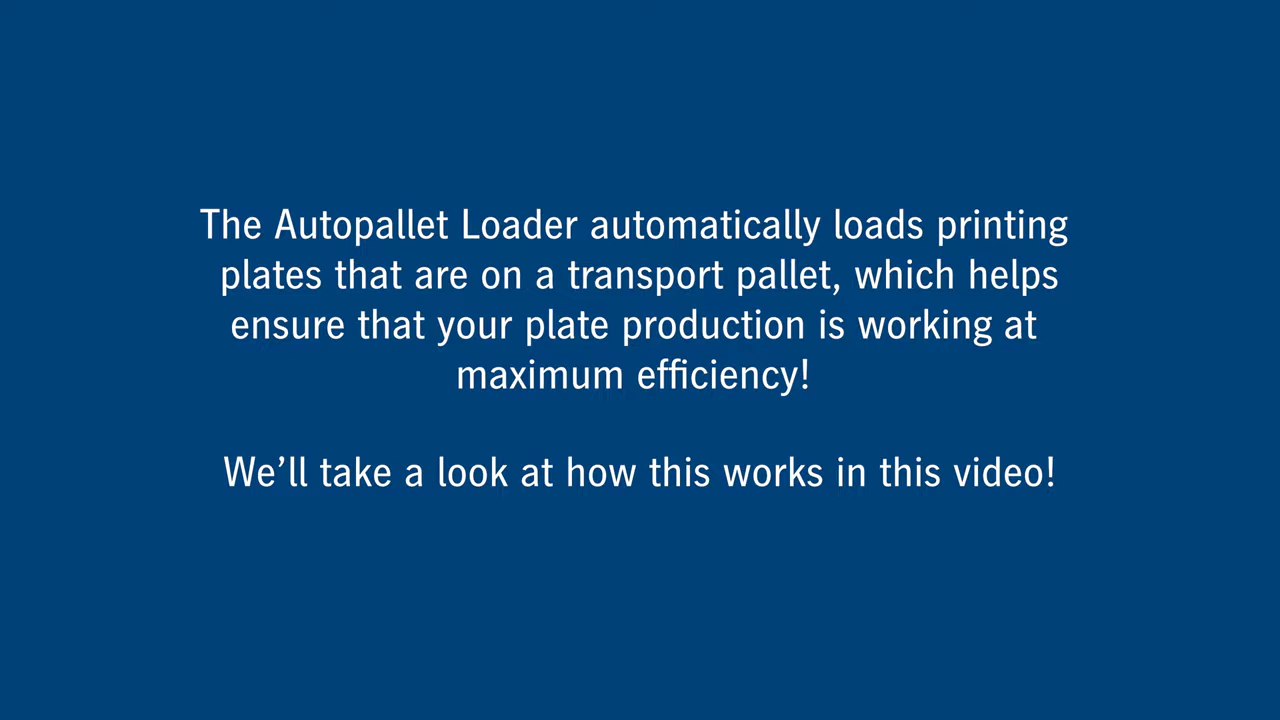 The Autopallet Loader automatically loads printing
plates that are on a transport pallet, which helps
ensure that your plate production is working at
maximum efficiency!
We’ll take a look at how this works in this video!